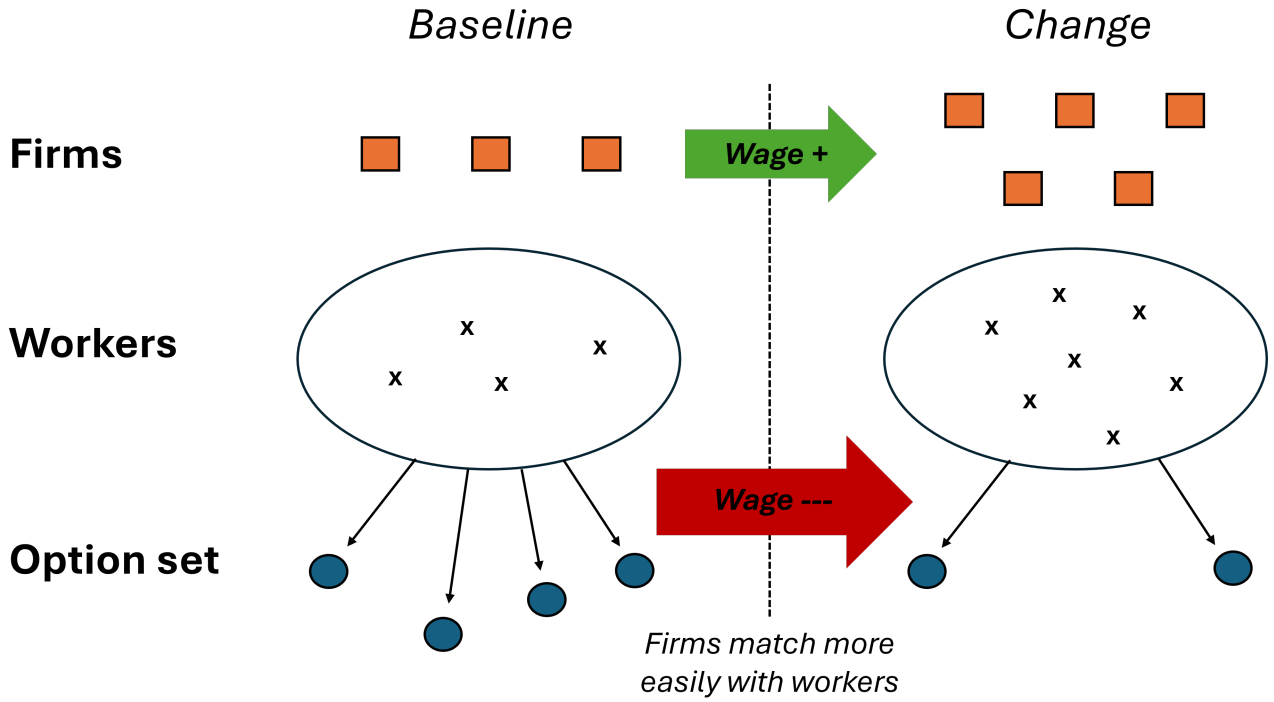 Baseline
Change
Firms
Wage +
Workers
x
x
x
x
x
x
x
x
x
x
x
Wage ---
Option set
Firms match more
easily with workers